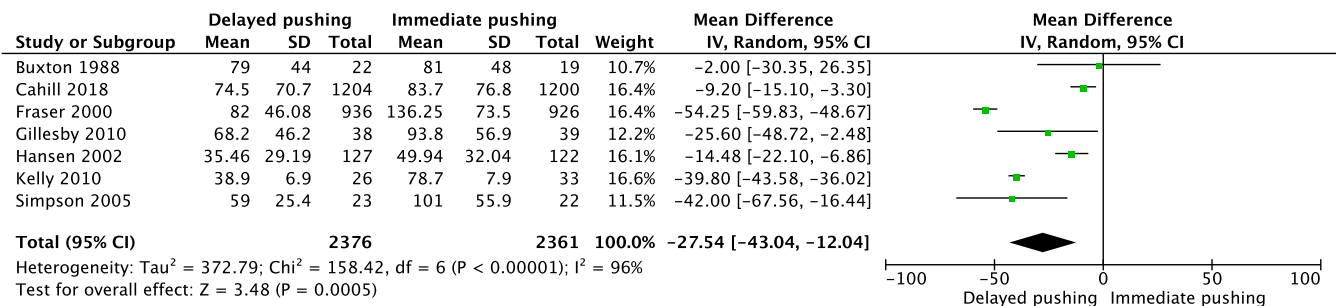 Delayed pushing Immediate pushing Mean Difference Mean Difference
Study or Subgroup Mean SD Total Mean SD Total Weight IV, Random, 95% CI IV, Random, 95% CI
Buxton 1988 79 44 22 81 48 19 10.7% −2.00 [−30.35, 26.35]
Cahill 2018 74.5 70.7 1204 83.7 76.8 1200 16.4% −9.20 [−15.10, −3.30]
Fraser 2000 82 46.08 936 136.25 73.5 926 16.4% −54.25 [−59.83, −48.67]
Gillesby 2010 68.2 46.2 38 93.8 56.9 39 12.2% −25.60 [−48.72, −2.48]
Hansen 2002 35.46 29.19 127 49.94 32.04 122 16.1% −14.48 [−22.10, −6.86]
Kelly 2010 38.9 6.9 26 78.7 7.9 33 16.6% −39.80 [−43.58, −36.02]
Simpson 2005 59 25.4 23 101 55.9 22 11.5% −42.00 [−67.56, −16.44]
Total (95% CI) 2376 2361 100.0% −27.54 [−43.04, −12.04]
Heterogeneity: Tau² = 372.79; Chi² = 158.42, df = 6 (P < 0.00001); I² = 96%
Test for overall effect: Z = 3.48 (P = 0.0005)
−100 −50 0 50 100
Delayed pushing Immediate pushing